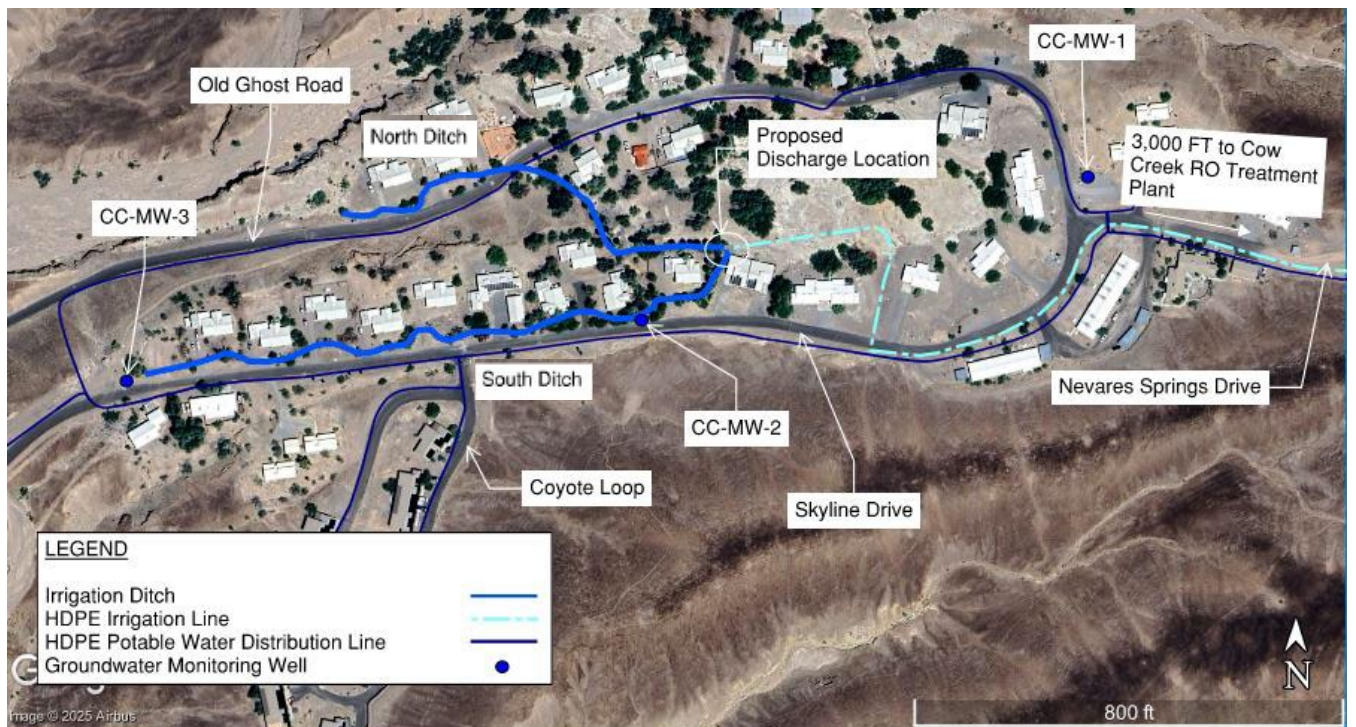 CC-MW-1
Old Ghost Road
North Ditch
Proposed
Discharge Location
3,000 FT to Cow
Creek RO Treatment
Plant
CC-MW-3
South Ditch
Nevares Springs Drive
CC-MW-2
Coyote Loop
Skyline Drive
LEGEND
Irrigation Ditch
HDPE Irrigation Line
HDPE Potable Water Distribution Line
Groundwater Monitoring Well
N
800 ft
Image © 2025 Airbus